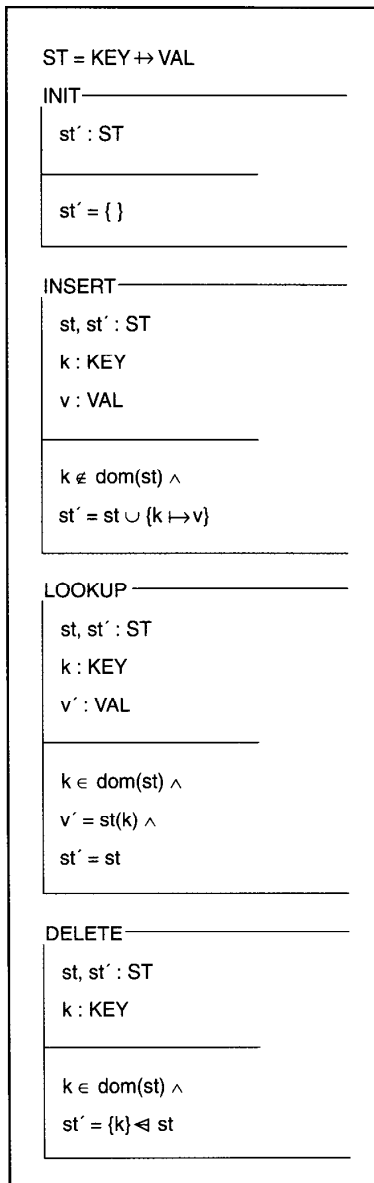 ST = KEY ⇸ VAL
INIT
st´ : ST
st´ = { }
INSERT
st, st´ : ST
k : KEY
v : VAL
k ∉ dom(st) ∧
st´ = st ∪ {k ↦ v}
LOOKUP
st, st´ : ST
k : KEY
v´ : VAL
k ∈ dom(st) ∧
v´ = st(k) ∧
st´ = st
DELETE
st, st´ : ST
k : KEY
k ∈ dom(st) ∧
st´ = {k} ⩤ st